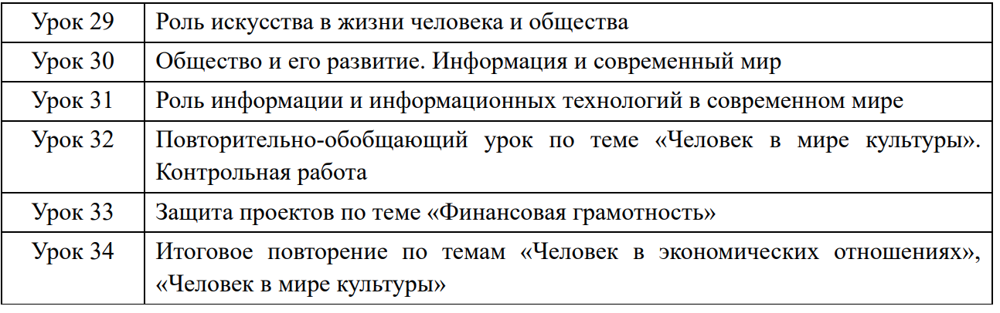 Урок 29 Роль искусства в жизни человека и общества
Урок 30 Общество и его развитие. Информация и современный мир
Урок 31 Роль информации и информационных технологий в современном мире
Урок 32 Повторительно-обобщающий урок по теме «Человек в мире культуры».
Контрольная работа
Урок 33 Защита проектов по теме «Финансовая грамотность»
Урок 34 Итоговое повторение по темам «Человек в экономических отношениях»,
«Человек в мире культуры»